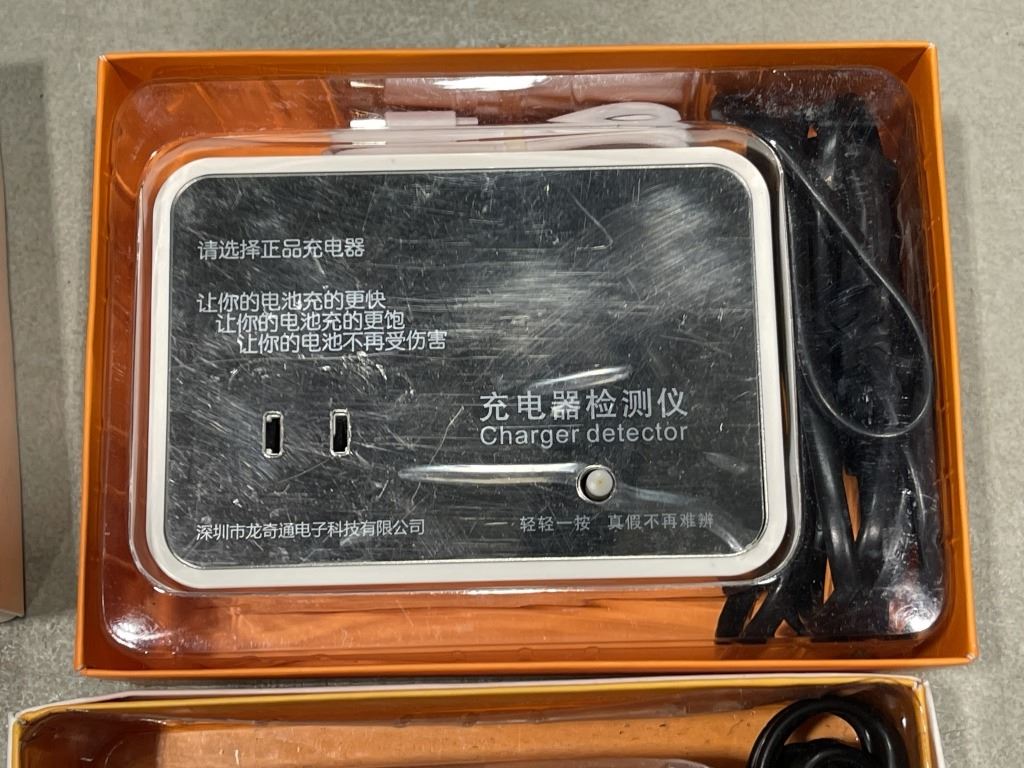 请选择正品充电器
让你的电池充的更快
让你的电池充的更饱
让你的电池不再受伤害
充电器检测仪
Charger detector
轻轻一按 真假不再难辨
深圳市龙奇通电子科技有限公司